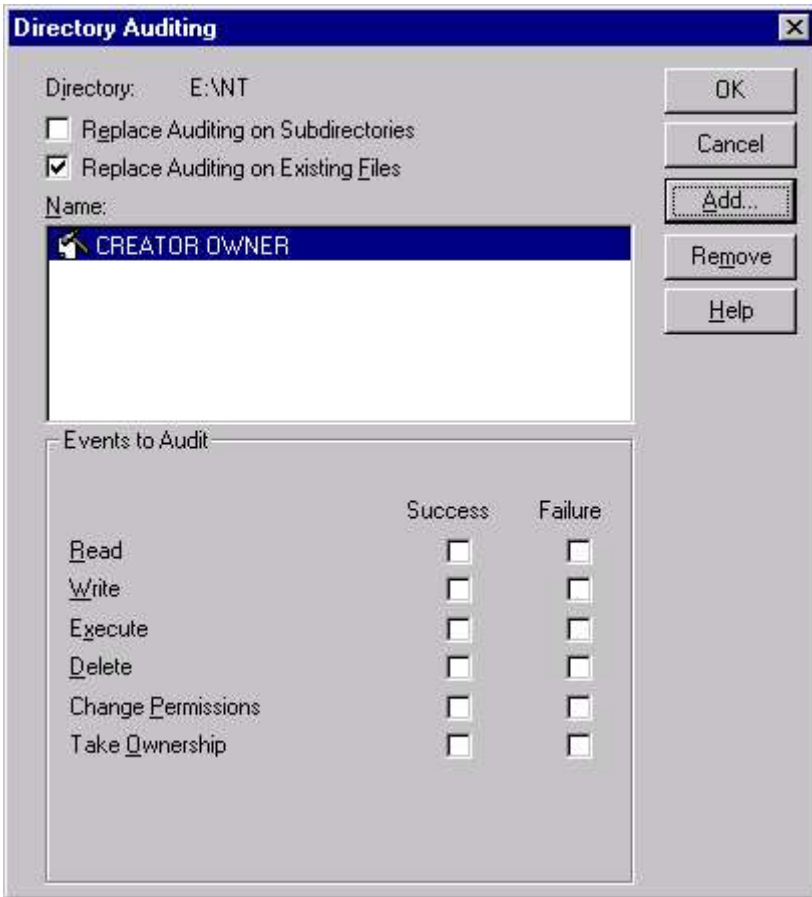 Directory Auditing
Directory: E:\NT
OK
Replace Auditing on Subdirectories
Cancel
Replace Auditing on Existing Files
Add...
Name:
CREATOR OWNER
Remove
Help
Events to Audit
Success Failure
Read
Write
Execute
Delete
Change Permissions
Take Ownership